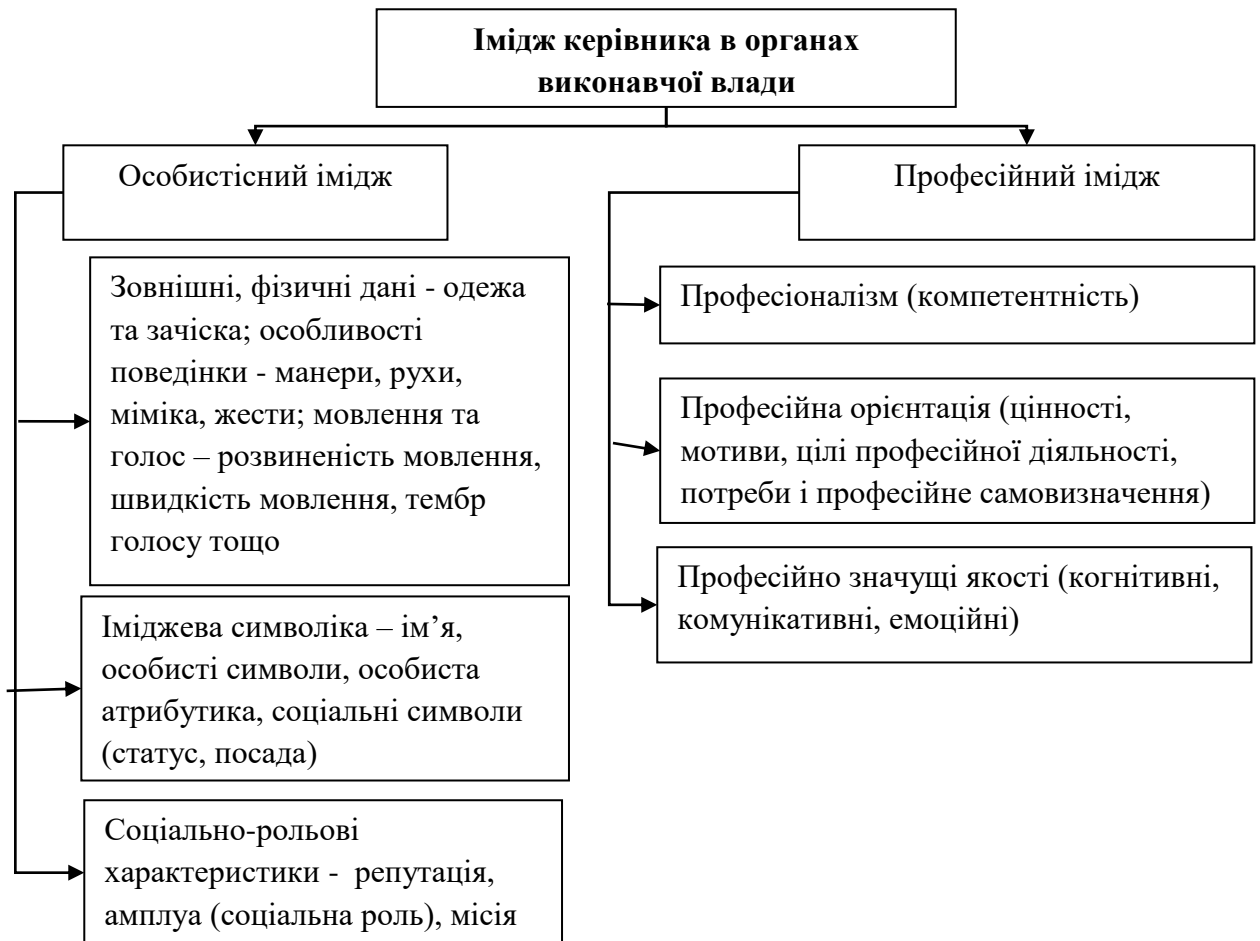 Імідж керівника в органах
виконавчої влади
Особистісний імідж
Професійний імідж
Зовнішні, фізичні дані - одежа
та зачіска; особливості
поведінки - манери, рухи,
міміка, жести; мовлення та
голос – розвиненість мовлення,
швидкість мовлення, тембр
голосу тощо
Іміджева символіка – ім’я,
особисті символи, особиста
атрибутика, соціальні символи
(статус, посада)
Соціально-рольові
характеристики - репутація,
амплуа (соціальна роль), місія
Професіоналізм (компетентність)
Професійна орієнтація (цінності,
мотиви, цілі професійної діяльності,
потреби і професійне самовизначення)
Професійно значущі якості (когнітивні,
комунікативні, емоційні)